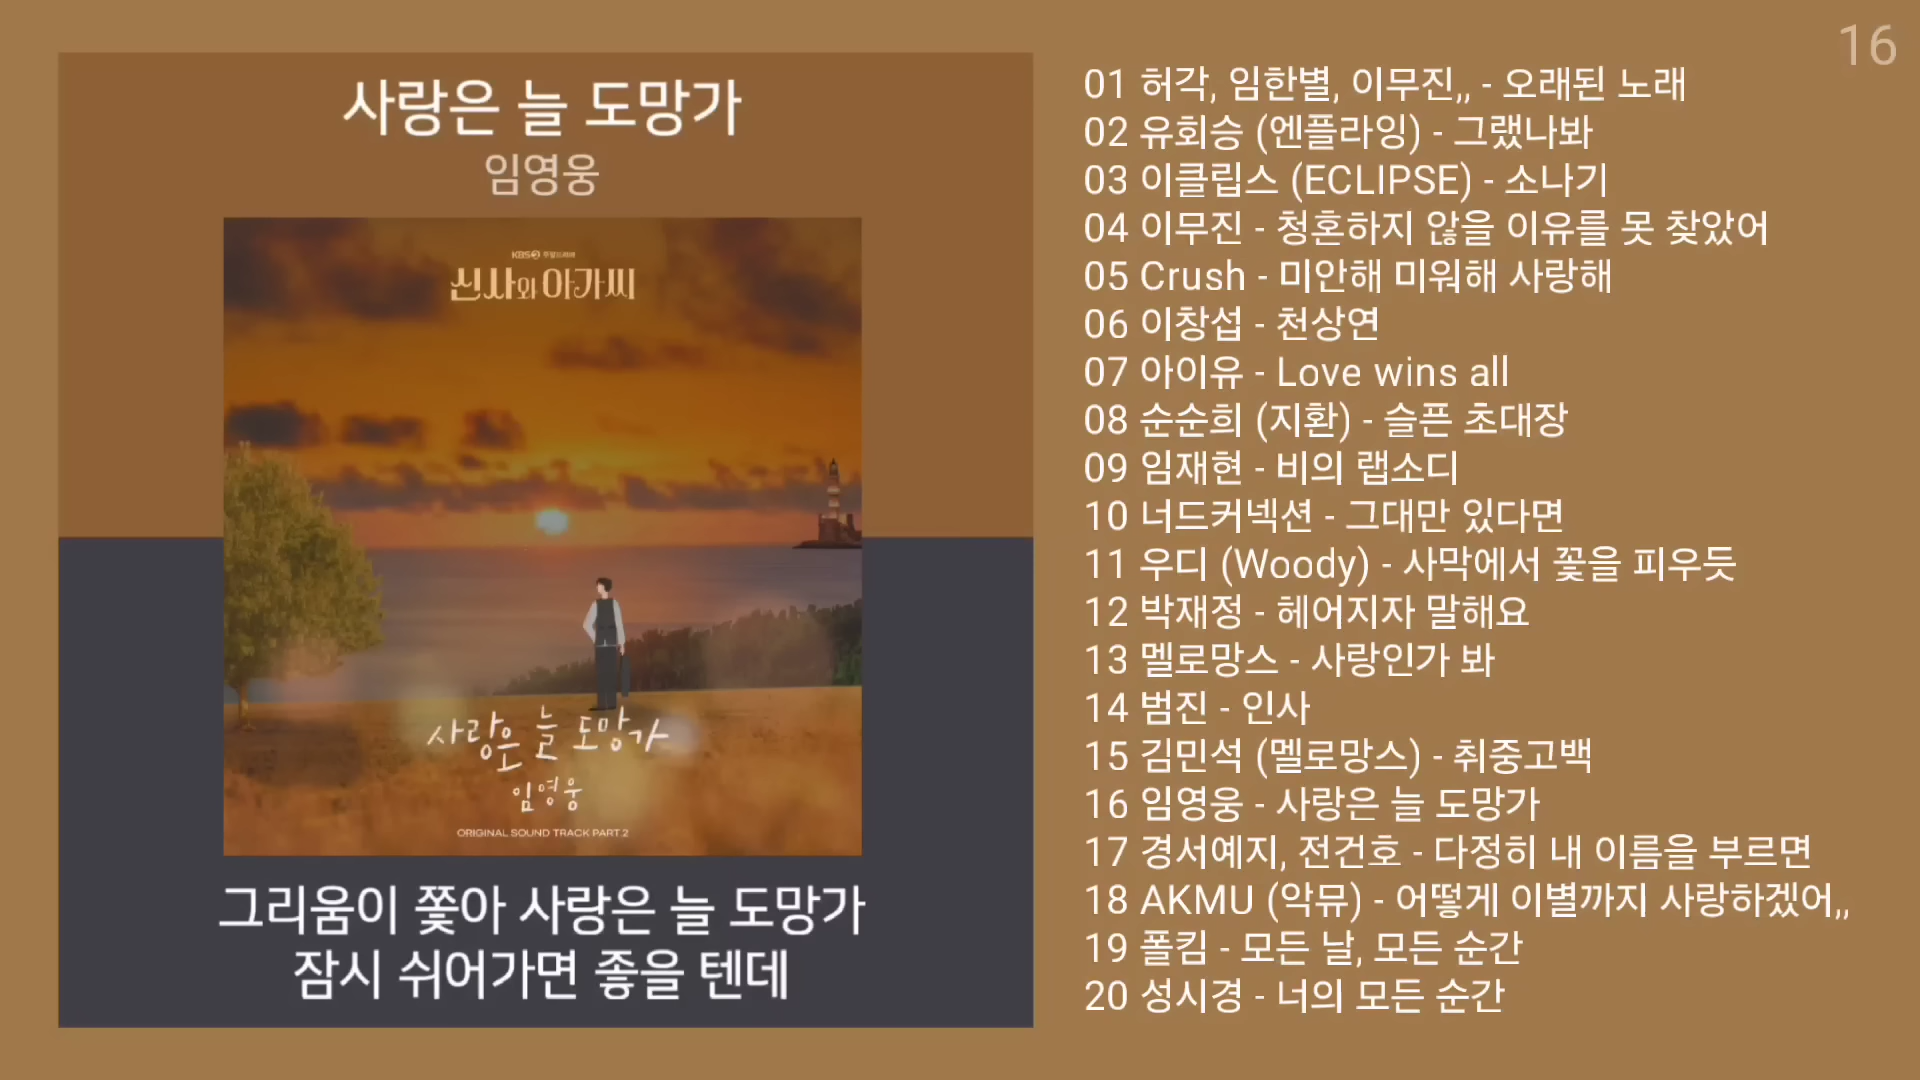 16
사랑은 늘 도망가
임영웅
KBS2 주말드라마
신사와 아가씨
사랑은 늘 도망가
임영웅
ORIGINAL SOUND TRACK PART.2
그리움이 쫓아 사랑은 늘 도망가
잠시 쉬어가면 좋을 텐데
01 허각, 임한별, 이무진,, - 오래된 노래
02 유회승 (엔플라잉) - 그랬나봐
03 이클립스 (ECLIPSE) - 소나기
04 이무진 - 청혼하지 않을 이유를 못 찾았어
05 Crush - 미안해 미워해 사랑해
06 이창섭 - 천상연
07 아이유 - Love wins all
08 순순희 (지환) - 슬픈 초대장
09 임재현 - 비의 랩소디
10 너드커넥션 - 그대만 있다면
11 우디 (Woody) - 사막에서 꽃을 피우듯
12 박재정 - 헤어지자 말해요
13 멜로망스 - 사랑인가 봐
14 범진 - 인사
15 김민석 (멜로망스) - 취중고백
16 임영웅 - 사랑은 늘 도망가
17 경서예지, 전건호 - 다정히 내 이름을 부르면
18 AKMU (악뮤) - 어떻게 이별까지 사랑하겠어,,
19 폴킴 - 모든 날, 모든 순간
20 성시경 - 너의 모든 순간